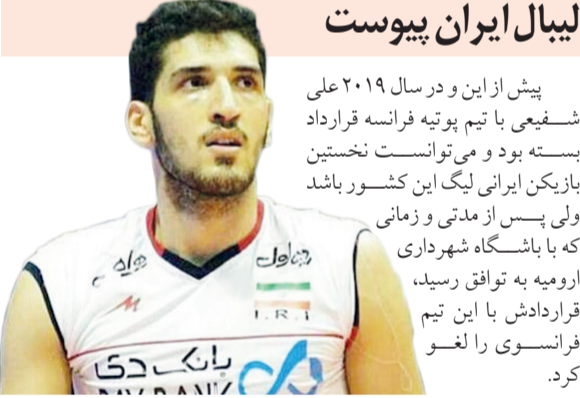 لیبال ایران پیوست
پیش از این و در سال ۲۰۱۹ علی
شفیعی با تیم پوتیه فرانسه قرارداد
بسته بود و می‌توانست نخستین
بازیکن ایرانی لیگ این کشور باشد
ولی پس از مدتی و زمانی
که با باشگاه شهرداری
ارومیه به توافق رسید،
قراردادش با این تیم
فرانسوی را لغو
کرد.
همراه اول
I.R.I
بانک دی
DAY BANK